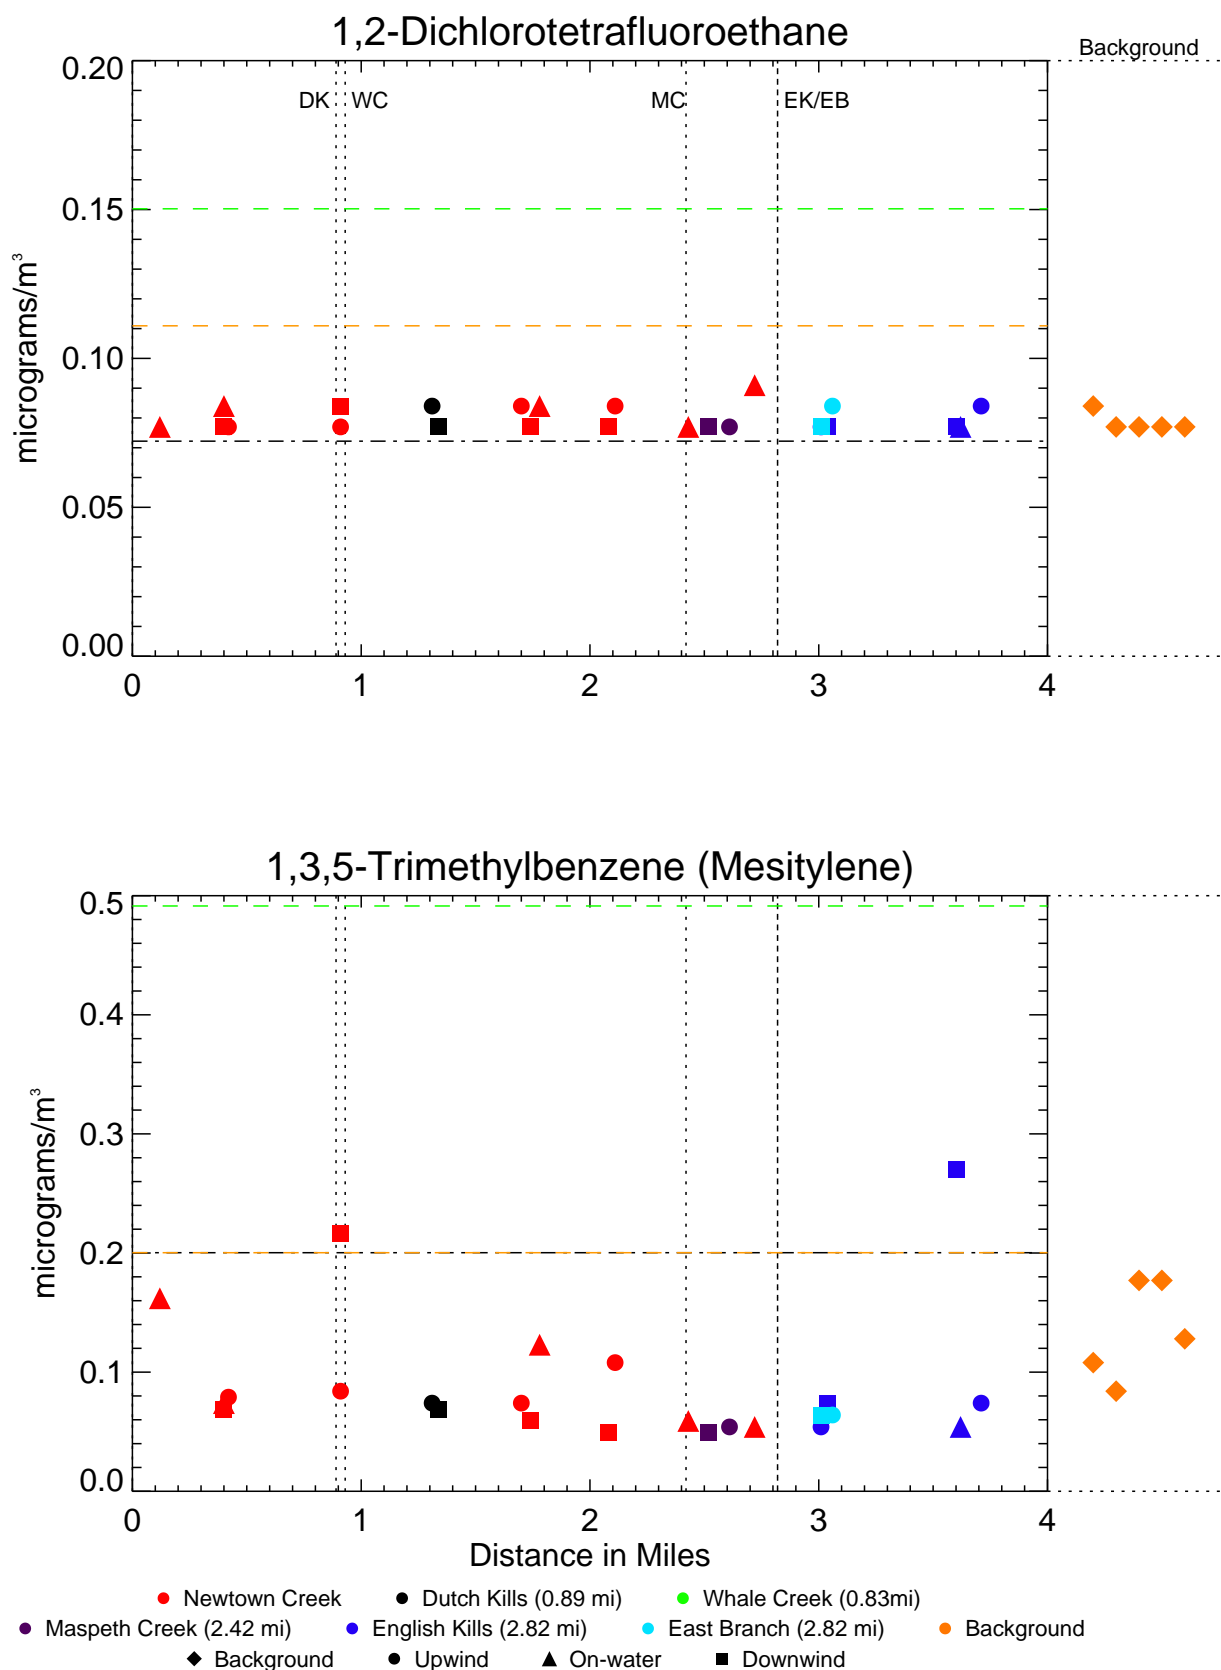 1,2-Dichlorotetrafluoroethane
Background
DK WC MC EK/EB
0.20
0.15
0.10
0.05
0.00
micrograms/m³
0 1 2 3 4
1,3,5-Trimethylbenzene (Mesitylene)
0.5
0.4
0.3
0.2
0.1
0.0
micrograms/m³
0 1 2 3 4
Distance in Miles
Newtown Creek Dutch Kills (0.89 mi) Whale Creek (0.83mi)
Maspeth Creek (2.42 mi) English Kills (2.82 mi) East Branch (2.82 mi) Background
Background Upwind On-water Downwind